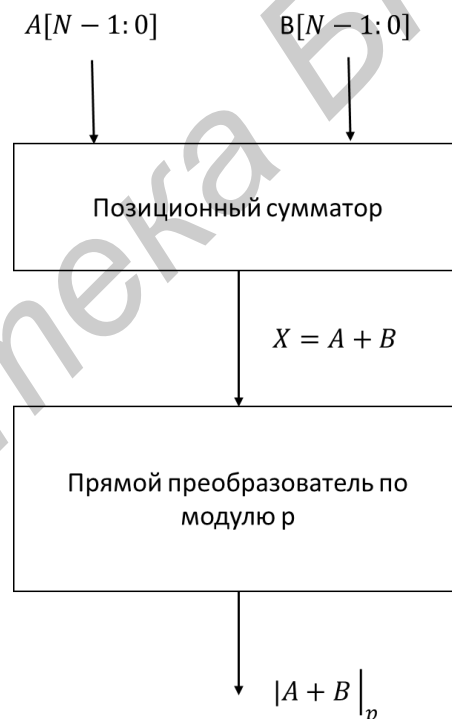 A[N − 1: 0] B[N − 1: 0]
Позиционный сумматор
X = A + B
Прямой преобразователь по
модулю p
|A + B|p